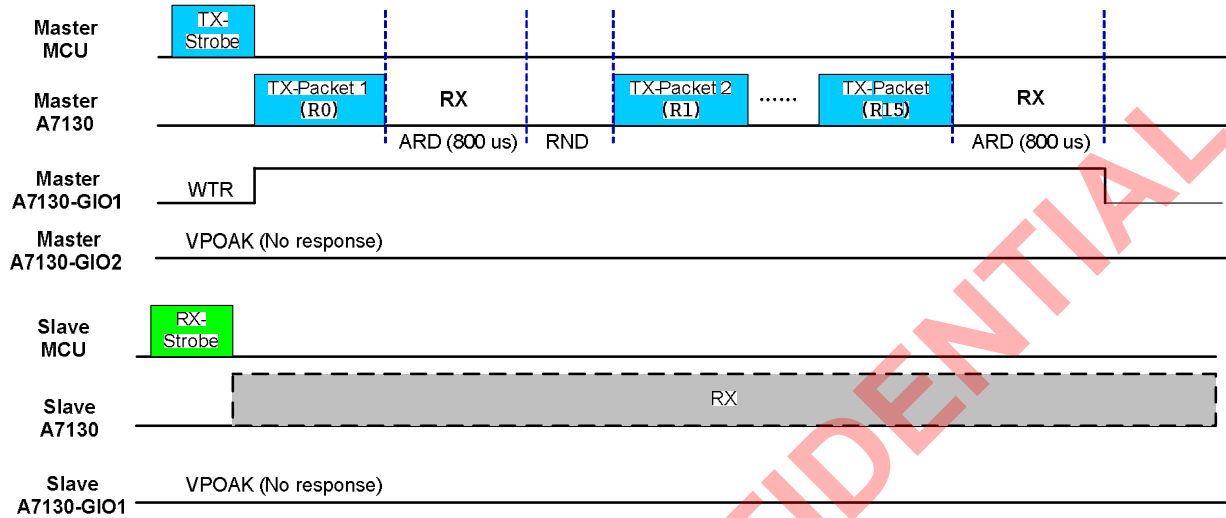 Master
MCU
TX-
Strobe
Master
A7130
TX-Packet 1
(R0)
RX
TX-Packet 2
(R1)
......
TX-Packet
(R15)
RX
ARD (800 us)
RND
ARD (800 us)
Master
A7130-GIO1
WTR
Master
A7130-GIO2
VPOAK (No response)
Slave
MCU
RX-
Strobe
Slave
A7130
RX
Slave
A7130-GIO1
VPOAK (No response)
FIDENTIAL